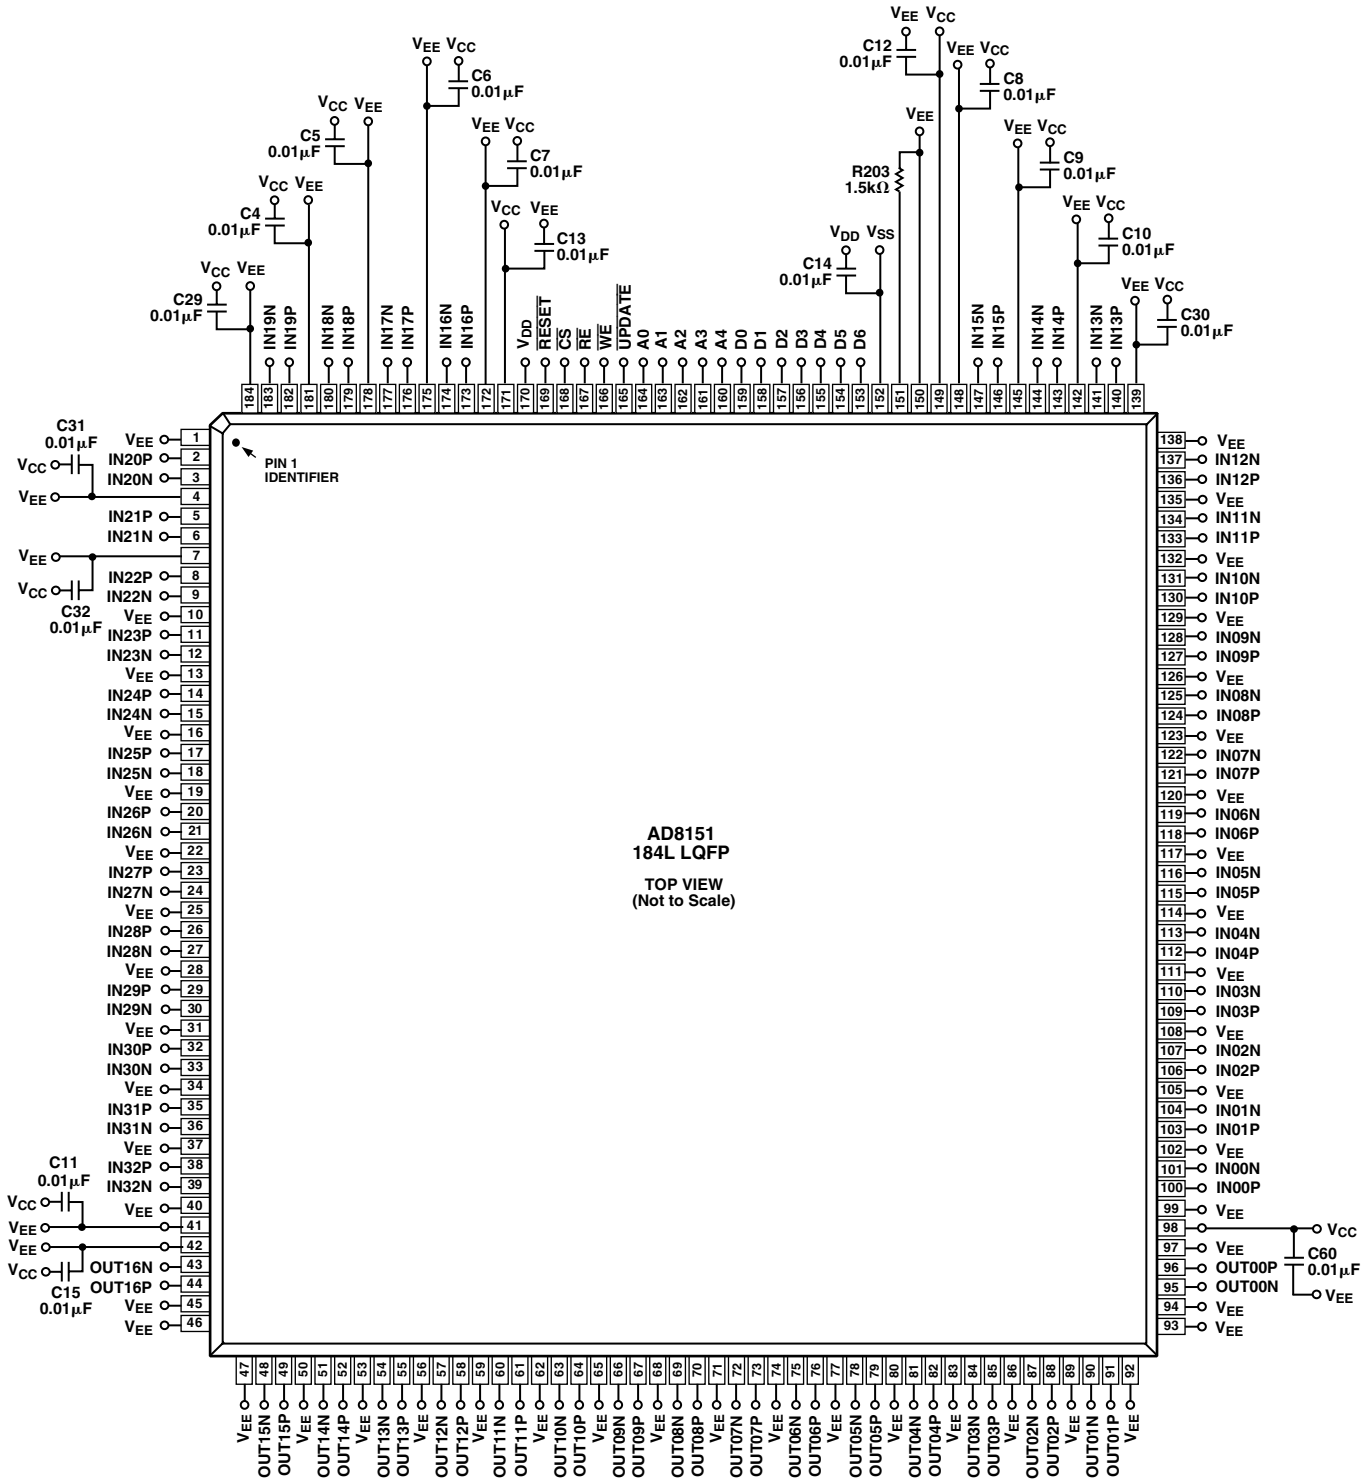 VEE VCC
C12
0.01µF
VEE VCC
C8
0.01µF
VEE VCC
C6
0.01µF
VCC VEE
C5
0.01µF
VEE VCC
C7
0.01µF
VEE
R203
1.5kΩ
VEE VCC
C9
0.01µF
VCC VEE
C4
0.01µF
VCC VEE
C13
0.01µF
VDD VSS
C14
0.01µF
VEE VCC
C10
0.01µF
VCC VEE
C29
0.01µF
VEE VCC
C30
0.01µF
IN19N
IN19P
IN18N
IN18P
IN17N
IN17P
IN16N
IN16P
VDD
RESET
CS
RE
WE
UPDATE
A0
A1
A2
A3
A4
D0
D1
D2
D3
D4
D5
D6
IN15N
IN15P
IN14N
IN14P
IN13N
IN13P
184 183 182 181 180 179 178 177 176 175 174 173 172 171 170 169 168 167 166 165 164 163 162 161 160 159 158 157 156 155 154 153 152 151 150 149 148 147 146 145 144 143 142 141 140 139
PIN 1
IDENTIFIER
C31
0.01µF
VCC
VEE 1
IN20P 2
IN20N 3
VEE 4
IN21P 5
IN21N 6
VEE 7
VCC
C32
0.01µF
IN22P 8
IN22N 9
VEE 10
IN23P 11
IN23N 12
VEE 13
IN24P 14
IN24N 15
VEE 16
IN25P 17
IN25N 18
VEE 19
IN26P 20
IN26N 21
VEE 22
IN27P 23
IN27N 24
VEE 25
IN28P 26
IN28N 27
VEE 28
IN29P 29
IN29N 30
VEE 31
IN30P 32
IN30N 33
VEE 34
IN31P 35
IN31N 36
VEE 37
IN32P 38
IN32N 39
VEE 40
C11
0.01µF
VCC
VEE 41
VEE 42
VCC
C15
0.01µF
OUT16N 43
OUT16P 44
VEE 45
VEE 46
AD8151
184L LQFP
TOP VIEW
(Not to Scale)
138 VEE
137 IN12N
136 IN12P
135 VEE
134 IN11N
133 IN11P
132 VEE
131 IN10N
130 IN10P
129 VEE
128 IN09N
127 IN09P
126 VEE
125 IN08N
124 IN08P
123 VEE
122 IN07N
121 IN07P
120 VEE
119 IN06N
118 IN06P
117 VEE
116 IN05N
115 IN05P
114 VEE
113 IN04N
112 IN04P
111 VEE
110 IN03N
109 IN03P
108 VEE
107 IN02N
106 IN02P
105 VEE
104 IN01N
103 IN01P
102 VEE
101 IN00N
100 IN00P
99 VEE
98 VCC
97 VEE
96 OUT00P
95 OUT00N
94 VEE
93 VEE
C60
0.01µF
VEE
47 48 49 50 51 52 53 54 55 56 57 58 59 60 61 62 63 64 65 66 67 68 69 70 71 72 73 74 75 76 77 78 79 80 81 82 83 84 85 86 87 88 89 90 91 92
VEE
OUT15N
OUT15P
VEE
OUT14N
OUT14P
VEE
OUT13N
OUT13P
VEE
OUT12N
OUT12P
VEE
OUT11N
OUT11P
VEE
OUT10N
OUT10P
VEE
OUT09N
OUT09P
VEE
OUT08N
OUT08P
VEE
OUT07N
OUT07P
VEE
OUT06N
OUT06P
VEE
OUT05N
OUT05P
VEE
OUT04N
OUT04P
VEE
OUT03N
OUT03P
VEE
OUT02N
OUT02P
VEE
OUT01N
OUT01P
VEE